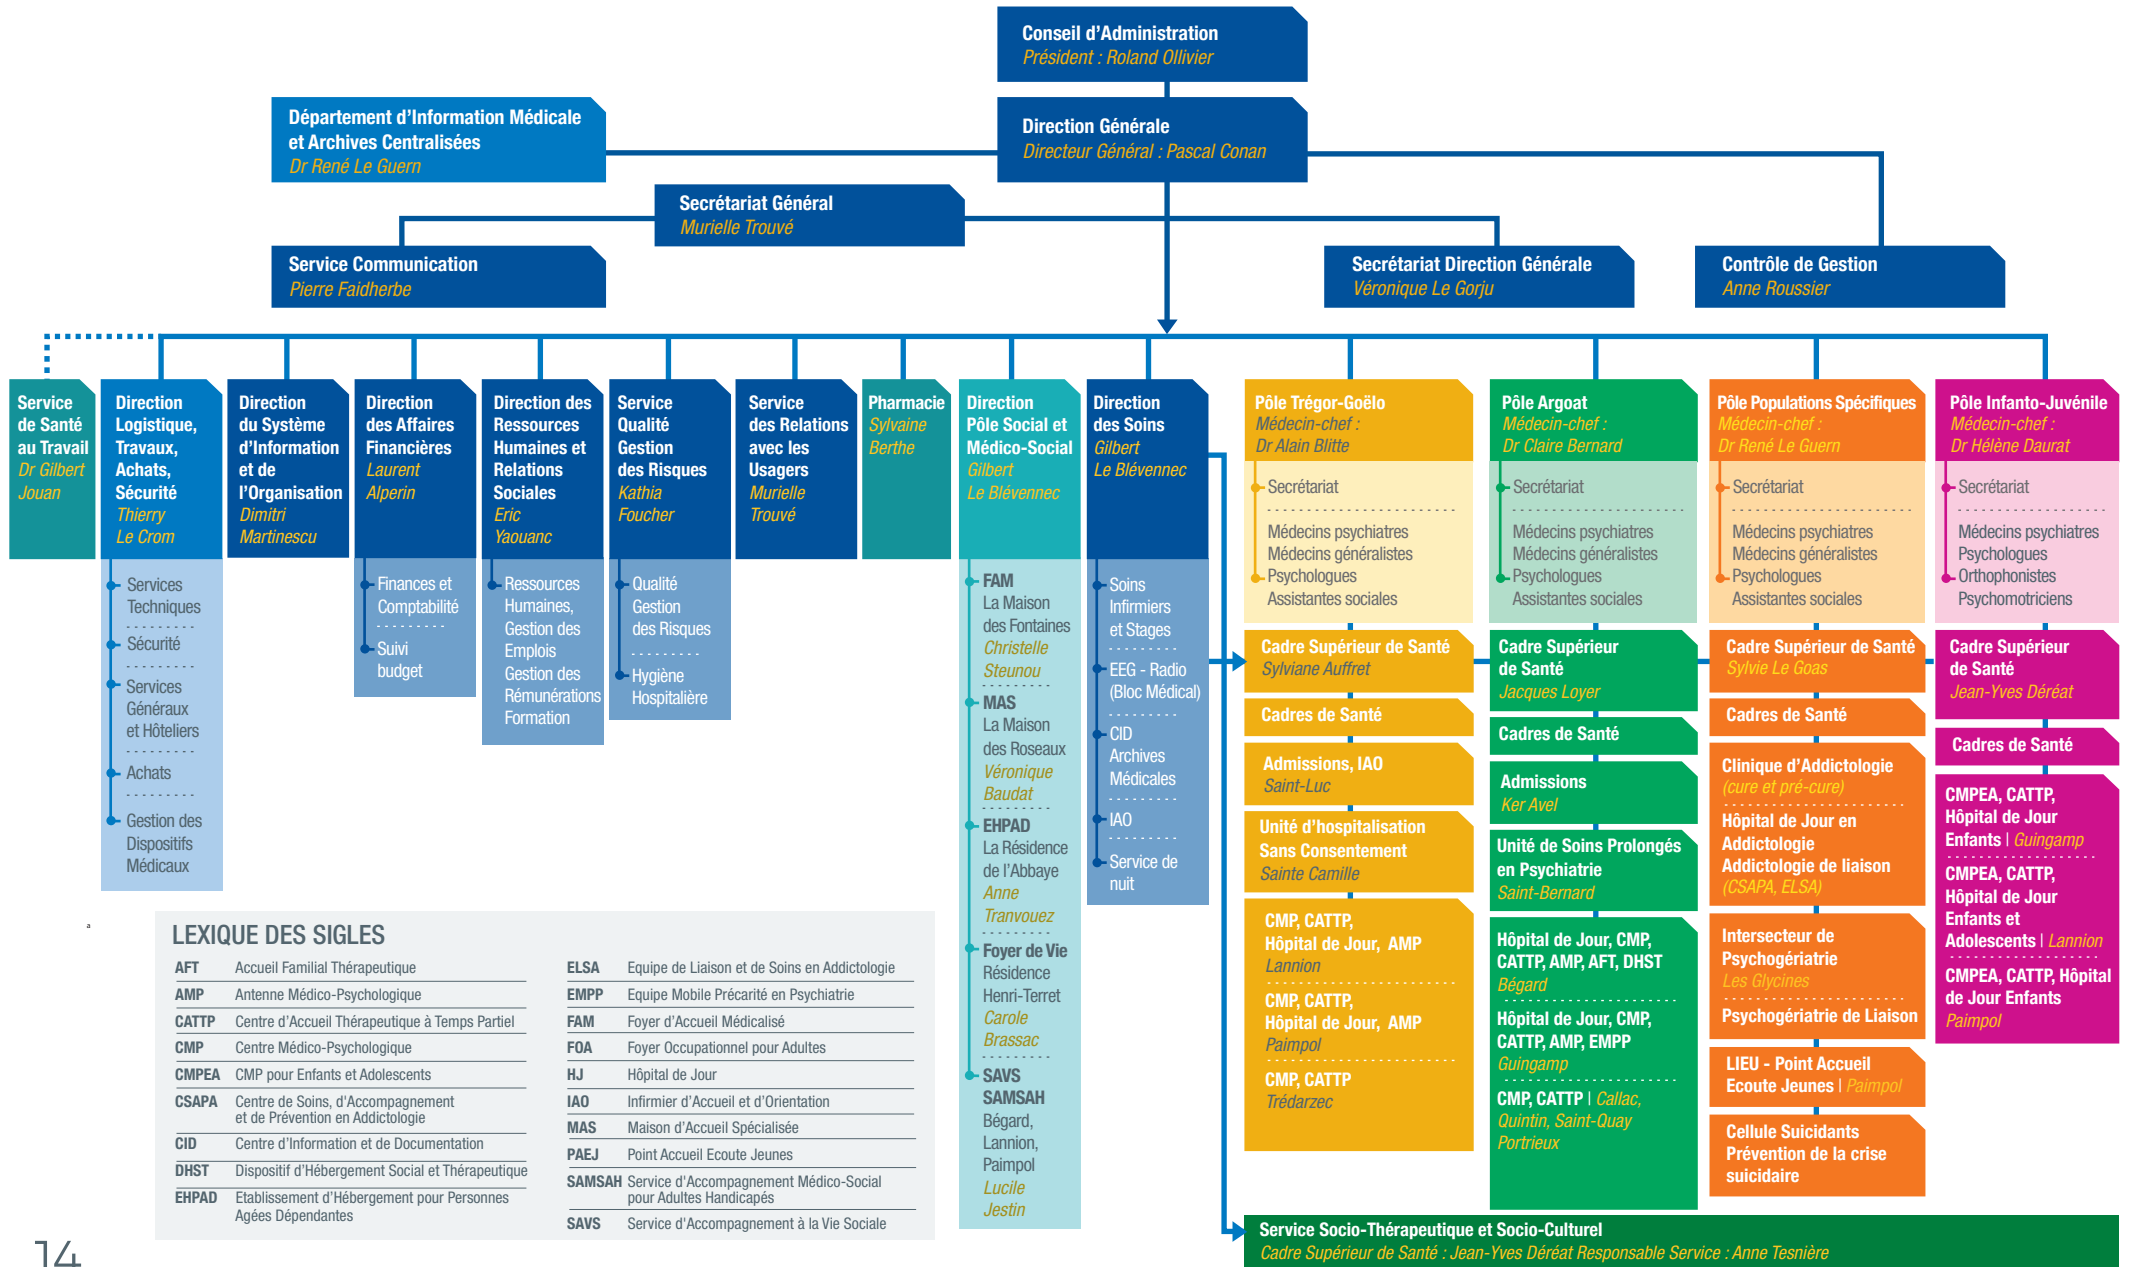 Conseil d'Administration
Président : Roland Ollivier
Département d'Information Médicale
et Archives Centralisées
Dr René Le Guern
Direction Générale
Directeur Général : Pascal Conan
Secrétariat Général
Murielle Trouvé
Service Communication
Pierre Faidherbe
Secrétariat Direction Générale
Véronique Le Gorju
Contrôle de Gestion
Anne Roussier
Service
de Santé
au Travail
Dr Gilbert
Jouan
Direction
Logistique,
Travaux,
Achats,
Sécurité
Thierry
Le Crom
Services
Techniques
Sécurité
Services
Généraux
et Hôteliers
Achats
Gestion des
Dispositifs
Médicaux
Direction
du Système
d'Information
et de
l'Organisation
Dimitri
Martinescu
Direction
des Affaires
Financières
Laurent
Alperin
Finances et
Comptabilité
Suivi
budget
Direction des
Ressources
Humaines et
Relations
Sociales
Eric
Yaouanc
Ressources
Humaines,
Gestion des
Emplois
Gestion des
Rémunérations
Formation
Service
Qualité
Gestion
des Risques
Kathia
Foucher
Qualité
Gestion
des Risques
Hygiène
Hospitalière
Service
des Relations
avec les
Usagers
Murielle
Trouvé
Pharmacie
Sylvaine
Berthe
Direction
Pôle Social et
Médico-Social
Gilbert
Le Blévennec
FAM
La Maison
des Fontaines
Christelle
Steunou
MAS
La Maison
des Roseaux
Véronique
Baudat
EHPAD
La Résidence
de l'Abbaye
Anne
Tranvouez
Foyer de Vie
Résidence
Henri-Terret
Carole
Brassac
SAVS
SAMSAH
Bégard,
Lannion,
Paimpol
Lucile
Jestin
Direction
des Soins
Gilbert
Le Blévennec
Soins
Infirmiers
et Stages
EEG - Radio
(Bloc Médical)
CID
Archives
Médicales
IAO
Service de
nuit
Pôle Trégor-Goëlo
Médecin-chef :
Dr Alain Blitte
Secrétariat
Médecins psychiatres
Médecins généralistes
Psychologues
Assistantes sociales
Cadre Supérieur de Santé
Sylviane Auffret
Cadres de Santé
Admissions, IAO
Saint-Luc
Unité d'hospitalisation
Sans Consentement
Sainte Camille
CMP, CATTP,
Hôpital de Jour, AMP
Lannion
CMP, CATTP,
Hôpital de Jour, AMP
Paimpol
CMP, CATTP
Trédarzec
Pôle Argoat
Médecin-chef :
Dr Claire Bernard
Secrétariat
Médecins psychiatres
Médecins généralistes
Psychologues
Assistantes sociales
Cadre Supérieur
de Santé
Jacques Loyer
Cadres de Santé
Admissions
Ker Avel
Unité de Soins Prolongés
en Psychiatrie
Saint-Bernard
Hôpital de Jour, CMP,
CATTP, AMP, AFT, DHST
Bégard
Hôpital de Jour, CMP,
CATTP, AMP, EMPP
Guingamp
CMP, CATTP | Callac,
Quintin, Saint-Quay
Portrieux
Pôle Populations Spécifiques
Médecin-chef :
Dr René Le Guern
Secrétariat
Médecins psychiatres
Médecins généralistes
Psychologues
Assistantes sociales
Cadre Supérieur de Santé
Sylvie Le Goas
Cadres de Santé
Clinique d'Addictologie
(cure et pré-cure)
Hôpital de Jour en
Addictologie
Addictologie de liaison
(CSAPA, ELSA)
Intersecteur de
Psychogériatrie
Les Glycines
Psychogériatrie de Liaison
LIEU - Point Accueil
Ecoute Jeunes | Paimpol
Cellule Suicidants
Prévention de la crise
suicidaire
Pôle Infanto-Juvénile
Médecin-chef :
Dr Hélène Daurat
Secrétariat
Médecins psychiatres
Psychologues
Orthophonistes
Psychomotriciens
Cadre Supérieur
de Santé
Jean-Yves Déréat
Cadres de Santé
CMPEA, CATTP,
Hôpital de Jour
Enfants | Guingamp
CMPEA, CATTP,
Hôpital de Jour
Enfants et
Adolescents | Lannion
CMPEA, CATTP, Hôpital
de Jour Enfants
Paimpol
Service Socio-Thérapeutique et Socio-Culturel
Cadre Supérieur de Santé : Jean-Yves Déréat Responsable Service : Anne Tesnière
a
LEXIQUE DES SIGLES
AFT Accueil Familial Thérapeutique
AMP Antenne Médico-Psychologique
CATTP Centre d'Accueil Thérapeutique à Temps Partiel
CMP Centre Médico-Psychologique
CMPEA CMP pour Enfants et Adolescents
CSAPA Centre de Soins, d'Accompagnement
et de Prévention en Addictologie
CID Centre d'Information et de Documentation
DHST Dispositif d'Hébergement Social et Thérapeutique
EHPAD Etablissement d'Hébergement pour Personnes
Agées Dépendantes
ELSA Equipe de Liaison et de Soins en Addictologie
EMPP Equipe Mobile Précarité en Psychiatrie
FAM Foyer d'Accueil Médicalisé
FOA Foyer Occupationnel pour Adultes
HJ Hôpital de Jour
IAO Infirmier d'Accueil et d'Orientation
MAS Maison d'Accueil Spécialisée
PAEJ Point Accueil Ecoute Jeunes
SAMSAH Service d'Accompagnement Médico-Social
pour Adultes Handicapés
SAVS Service d'Accompagnement à la Vie Sociale
14